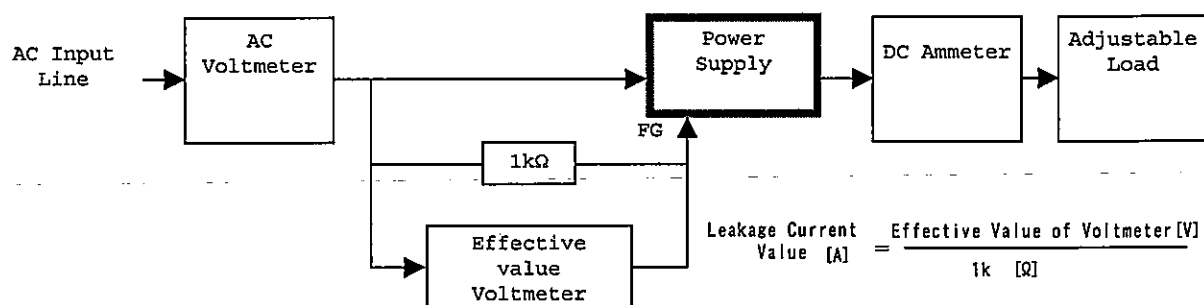 AC Input
Line
AC
Voltmeter
Power
Supply
DC Ammeter
Adjustable
Load
FG
1kΩ
Effective
value
Voltmeter
Leakage Current
Value [A]
=
Effective Value of Voltmeter[V]
1k [Ω]